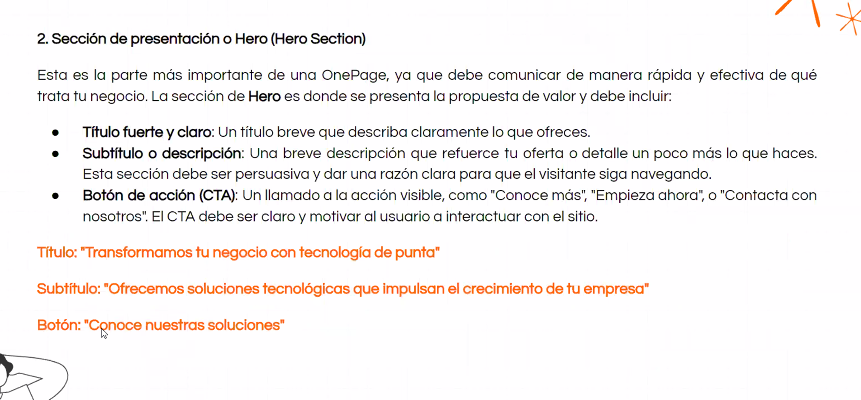 2. Sección de presentación o Hero (Hero Section)
Esta es la parte más importante de una OnePage, ya que debe comunicar de manera rápida y efectiva de qué
trata tu negocio. La sección de Hero es donde se presenta la propuesta de valor y debe incluir:
● Título fuerte y claro: Un título breve que describa claramente lo que ofreces.
● Subtítulo o descripción: Una breve descripción que refuerce tu oferta o detalle un poco más lo que haces.
Esta sección debe ser persuasiva y dar una razón clara para que el visitante siga navegando.
● Botón de acción (CTA): Un llamado a la acción visible, como "Conoce más", "Empieza ahora", o "Contacta con
nosotros". El CTA debe ser claro y motivar al usuario a interactuar con el sitio.
Título: "Transformamos tu negocio con tecnología de punta"
Subtítulo: "Ofrecemos soluciones tecnológicas que impulsan el crecimiento de tu empresa"
Botón: "Conoce nuestras soluciones"